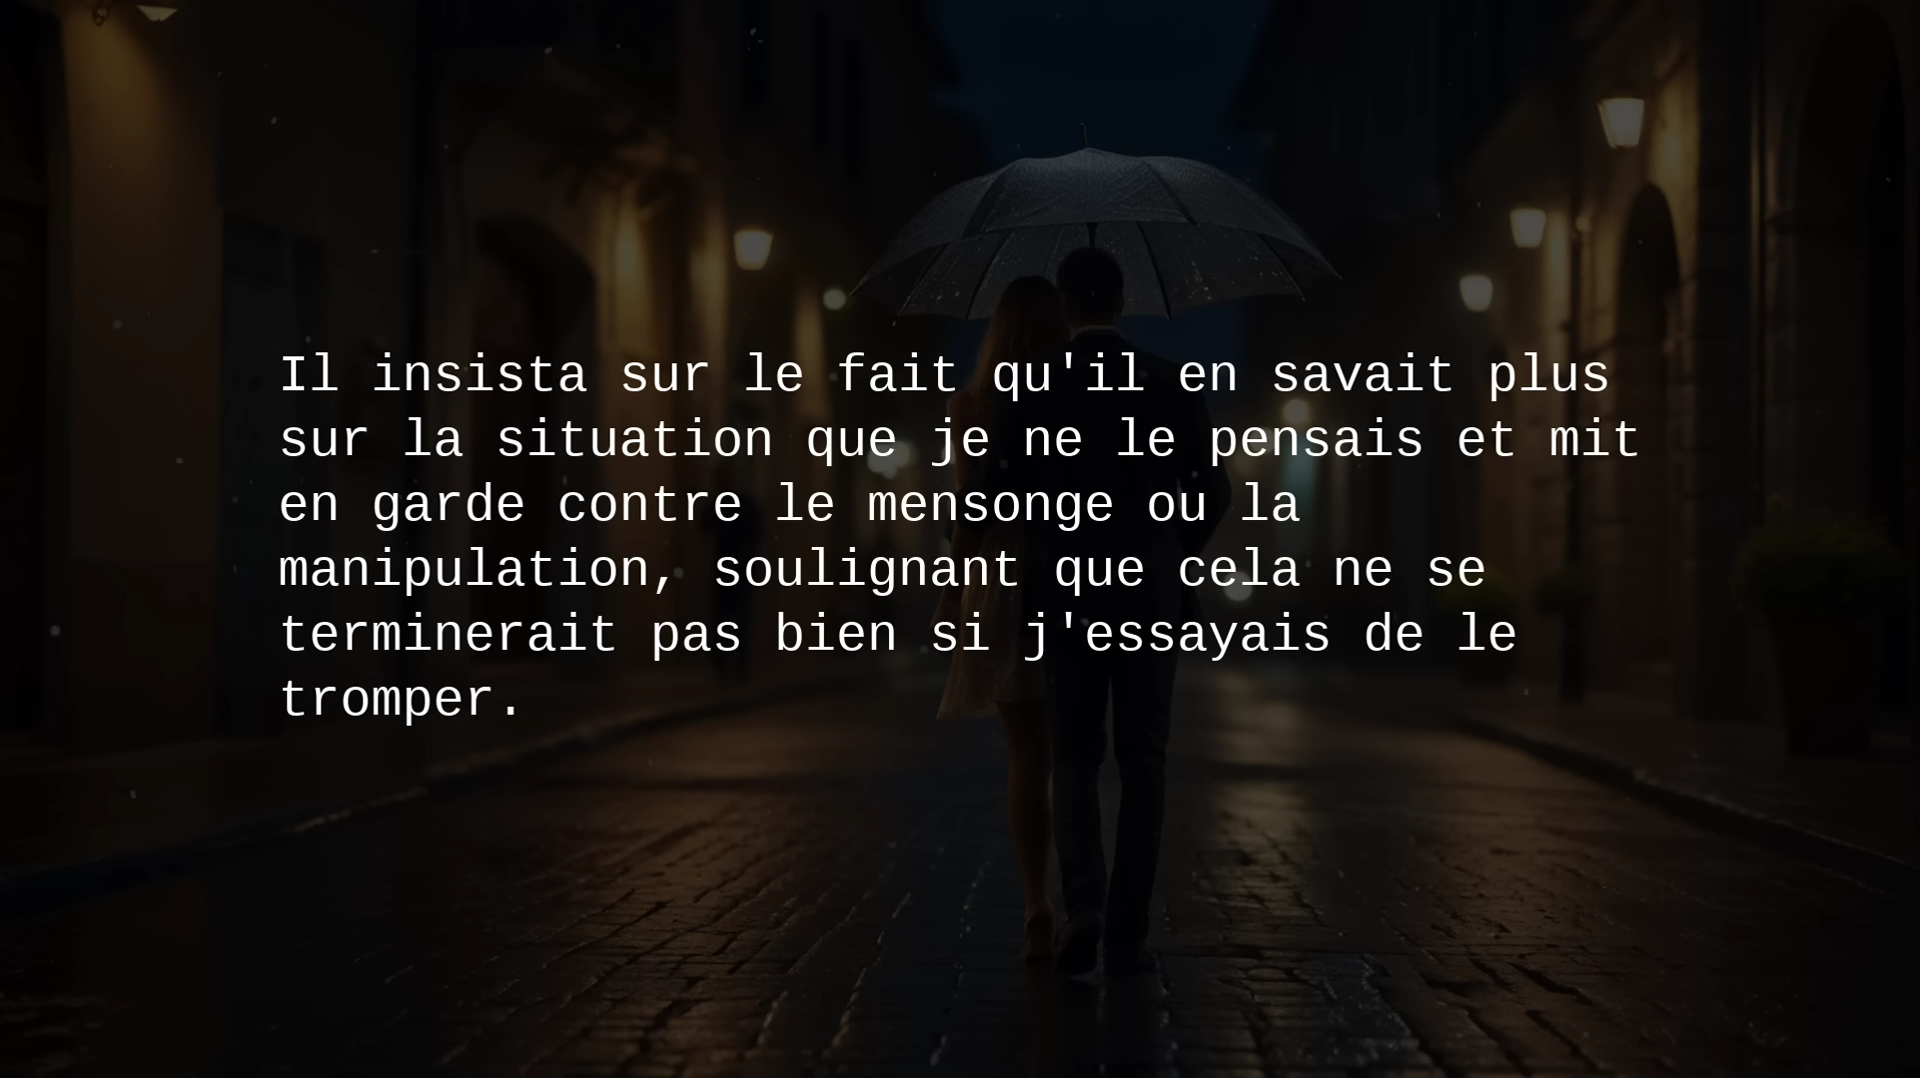 Il insista sur le fait qu'il en savait plus
sur la situation que je ne le pensais et mit
en garde contre le mensonge ou la
manipulation, soulignant que cela ne se
terminerait pas bien si j'essayais de le
tromper.